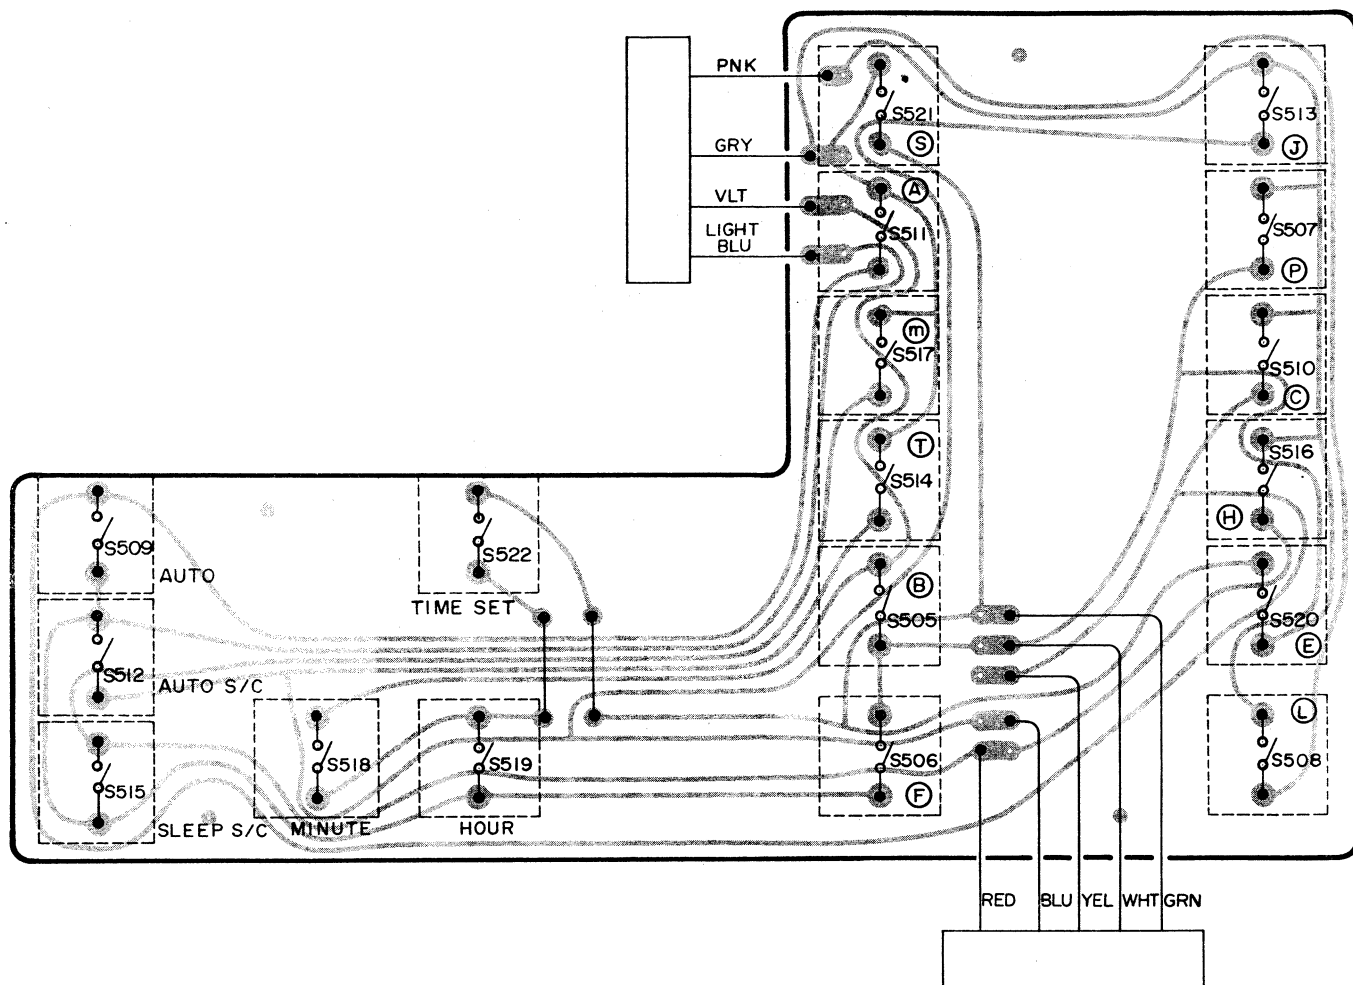 PNK
S521
S513
S
J
GRY
A
VLT
S511
S507
LIGHT
BLU
P
m
S517
S510
C
T
S516
S514
H
S509
S522
AUTO
TIME SET
B
S505
S520
E
S512
AUTO S/C
L
S518
S519
S506
S508
S515
F
SLEEP S/C
MINUTE
HOUR
RED
BLU
YEL
WHT
GRN